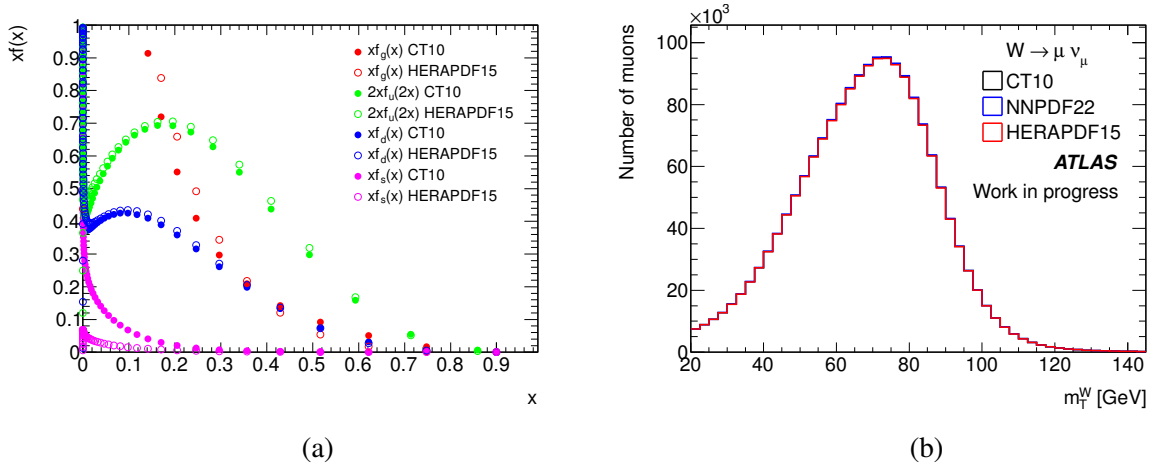 xf(x)
1
0.9
0.8
0.7
0.6
0.5
0.4
0.3
0.2
0.1
0
0 0.1 0.2 0.3 0.4 0.5 0.6 0.7 0.8 0.9
x
xf_g(x) CT10
xf_g(x) HERAPDF15
2xf_u(2x) CT10
2xf_u(2x) HERAPDF15
xf_d(x) CT10
xf_d(x) HERAPDF15
xf_s(x) CT10
xf_s(x) HERAPDF15
(a)
×10³
Number of muons
100
80
60
40
20
0
20 40 60 80 100 120 140
m_T^W [GeV]
W → μ ν_μ
CT10
NNPDF22
HERAPDF15
ATLAS
Work in progress
(b)